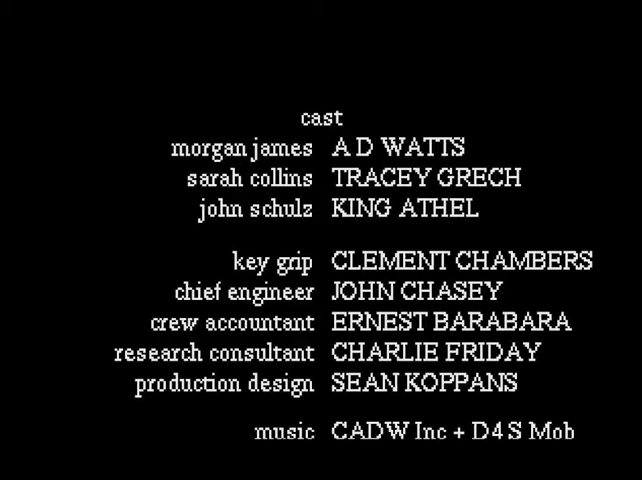 cast
morgan james A D WATTS
sarah collins TRACEY GRECH
john schulz KING ATHEL
key grip CLEMENT CHAMBERS
chief engineer JOHN CHASEY
crew accountant ERNEST BARABARA
research consultant CHARLIE FRIDAY
production design SEAN KOPPANS
music CADW Inc + D4S Mob